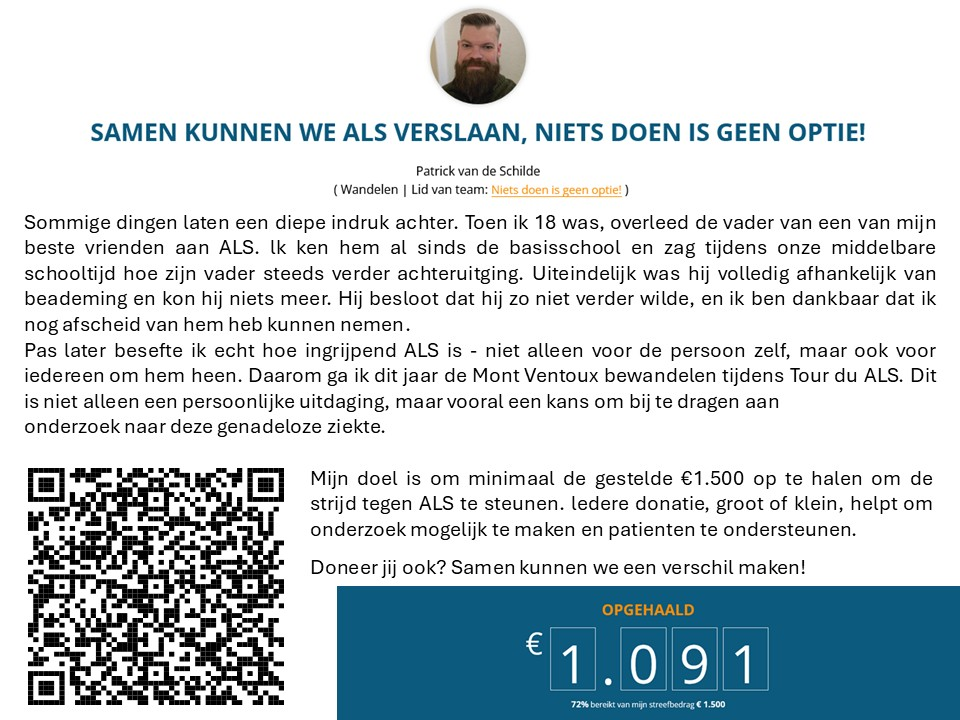 SAMEN KUNNEN WE ALS VERSLAAN, NIETS DOEN IS GEEN OPTIE!
Patrick van de Schilde
( Wandelen | Lid van team: Niets doen is geen optie! )
Sommige dingen laten een diepe indruk achter. Toen ik 18 was, overleed de vader van een van mijn
beste vrienden aan ALS. Ik ken hem al sinds de basisschool en zag tijdens onze middelbare
schooltijd hoe zijn vader steeds verder achteruitging. Uiteindelijk was hij volledig afhankelijk van
beademing en kon hij niets meer. Hij besloot dat hij zo niet verder wilde, en ik ben dankbaar dat ik
nog afscheid van hem heb kunnen nemen.
Pas later besefte ik echt hoe ingrijpend ALS is - niet alleen voor de persoon zelf, maar ook voor
iedereen om hem heen. Daarom ga ik dit jaar de Mont Ventoux bewandelen tijdens Tour du ALS. Dit
is niet alleen een persoonlijke uitdaging, maar vooral een kans om bij te dragen aan
onderzoek naar deze genadeloze ziekte.
Mijn doel is om minimaal de gestelde €1.500 op te halen om de
strijd tegen ALS te steunen. Iedere donatie, groot of klein, helpt om
onderzoek mogelijk te maken en patienten te ondersteunen.
Doneer jij ook? Samen kunnen we een verschil maken!
OPGEHAALD
€ 1.091
72% bereikt van mijn streefbedrag € 1.500